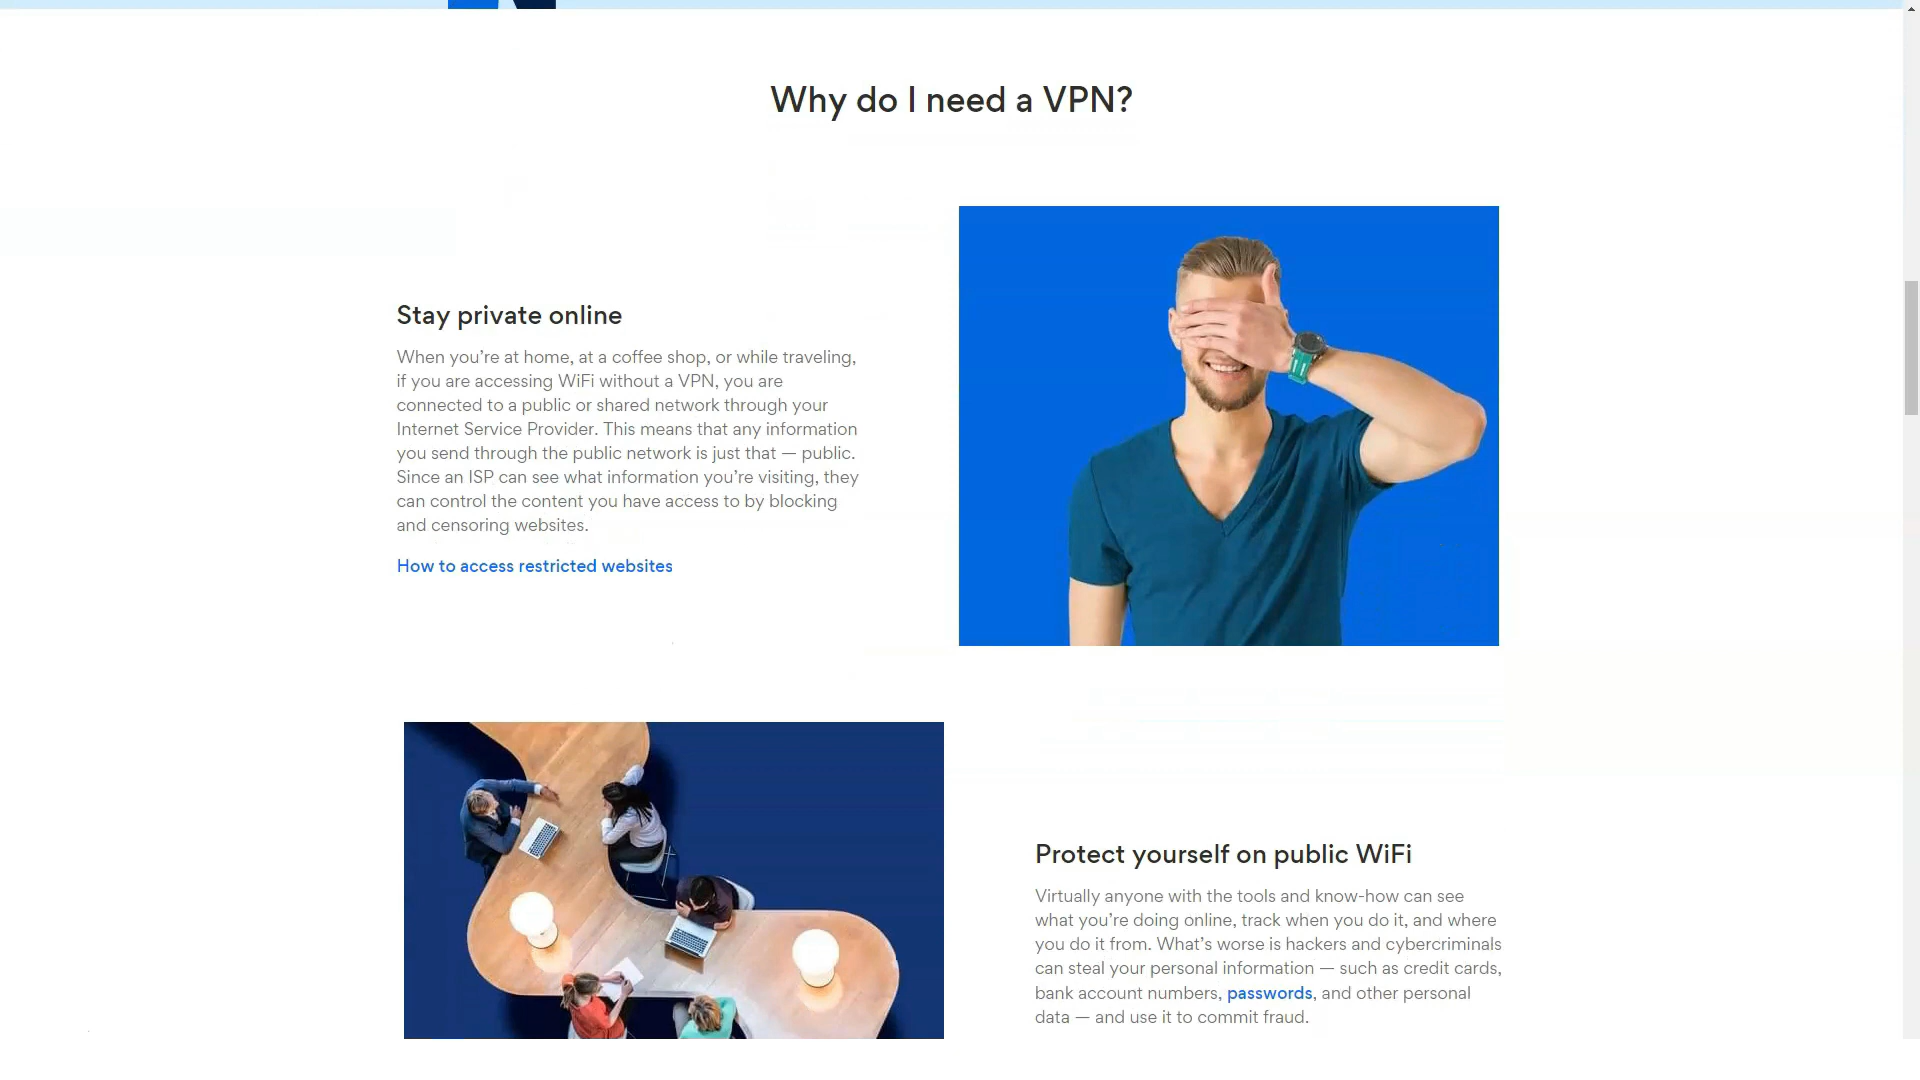 Why do I need a VPN?
Stay private online
When you’re at home, at a coffee shop, or while traveling,
if you are accessing WiFi without a VPN, you are
connected to a public or shared network through your
Internet Service Provider. This means that any information
you send through the public network is just that — public.
Since an ISP can see what information you’re visiting, they
can control the content you have access to by blocking
and censoring websites.
How to access restricted websites
Protect yourself on public WiFi
Virtually anyone with the tools and know-how can see
what you’re doing online, track when you do it, and where
you do it from. What’s worse is hackers and cybercriminals
can steal your personal information — such as credit cards,
bank account numbers, passwords, and other personal
data — and use it to commit fraud.